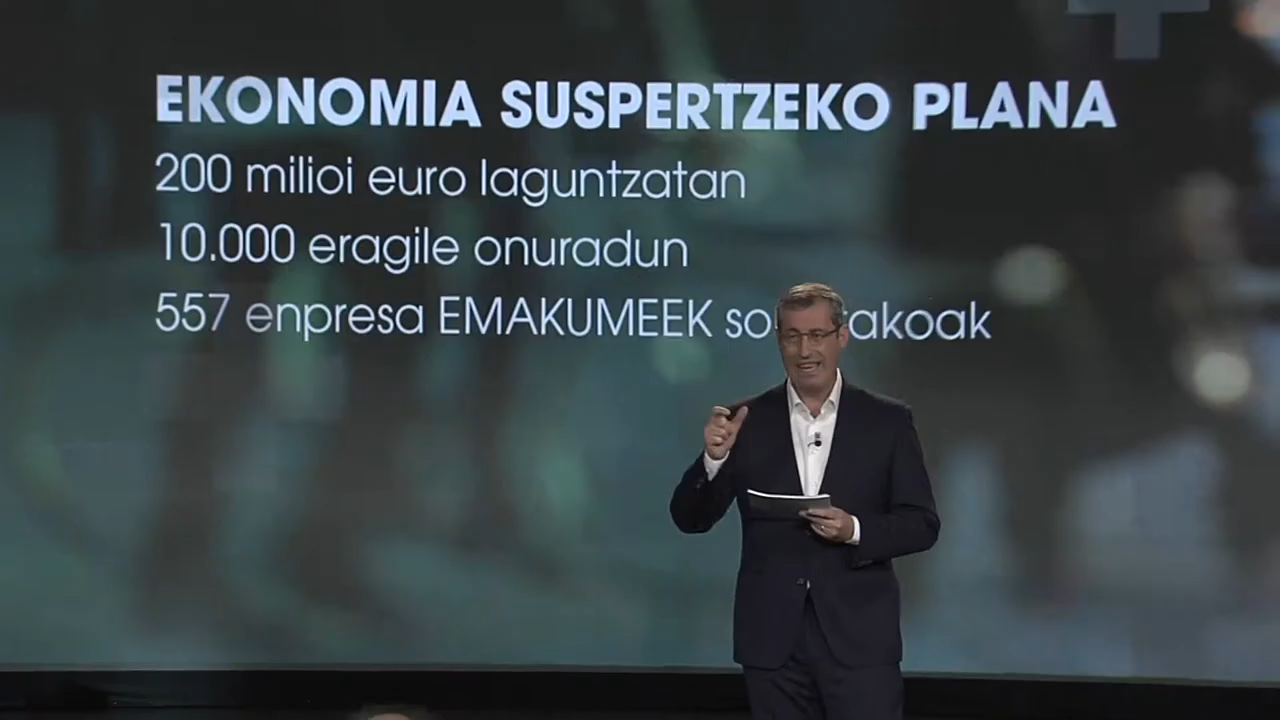 EKONOMIA SUSPERTZEKO PLANA
200 milioi euro laguntzatan
10.000 eragile onuradun
557 enpresa EMAKUMEEK